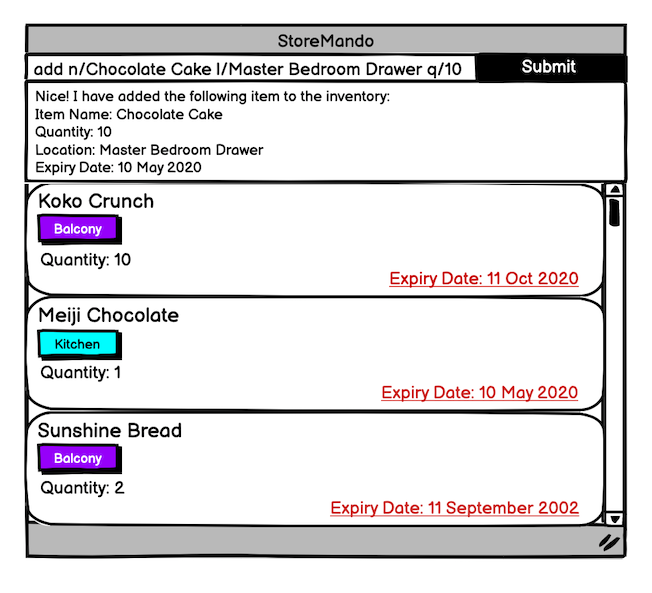 StoreMando
add n/Chocolate Cake l/Master Bedroom Drawer q/10
Submit
Nice! I have added the following item to the inventory:
Item Name: Chocolate Cake
Quantity: 10
Location: Master Bedroom Drawer
Expiry Date: 10 May 2020
Koko Crunch
Balcony
Quantity: 10
Expiry Date: 11 Oct 2020
Meiji Chocolate
Kitchen
Quantity: 1
Expiry Date: 10 May 2020
Sunshine Bread
Balcony
Quantity: 2
Expiry Date: 11 September 2002